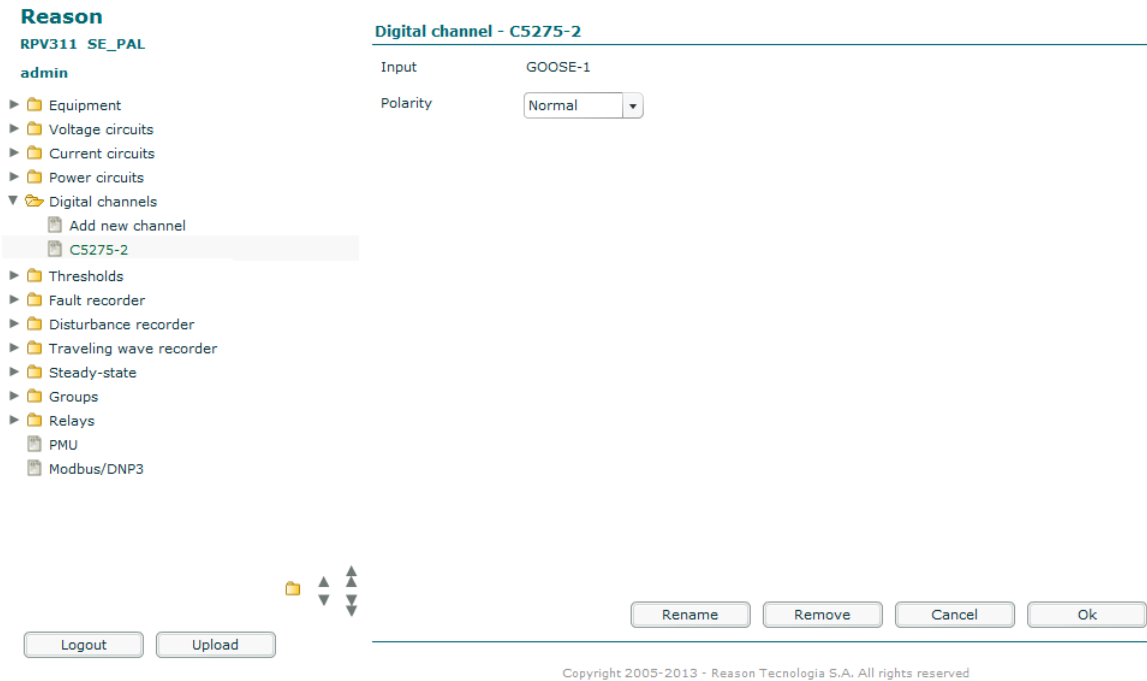 Reason
RPV311 SE_PAL
admin
Equipment
Voltage circuits
Current circuits
Power circuits
Digital channels
Add new channel
C5275-2
Thresholds
Fault recorder
Disturbance recorder
Traveling wave recorder
Steady-state
Groups
Relays
PMU
Modbus/DNP3
Logout Upload
Digital channel - C5275-2
Input GOOSE-1
Polarity Normal
Rename Remove Cancel Ok
Copyright 2005-2013 - Reason Tecnologia S.A. All rights reserved